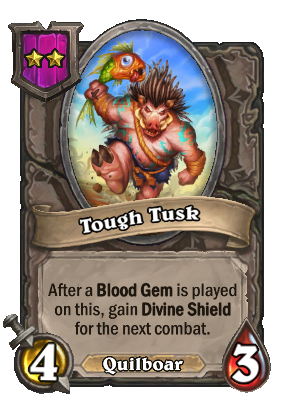 Tough Tusk
After a Blood Gem is played
on this, gain Divine Shield
for the next combat.
4
Quilboar
3